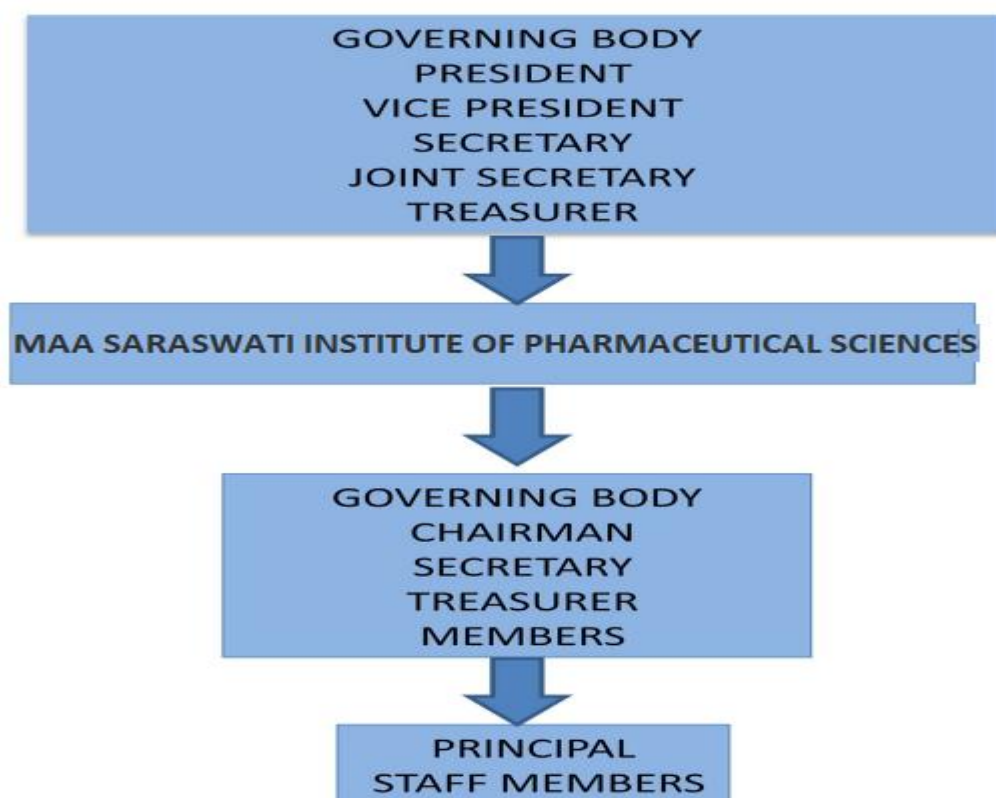 GOVERNING BODY
PRESIDENT
VICE PRESIDENT
SECRETARY
JOINT SECRETARY
TREASURER
MAA SARASWATI INSTITUTE OF PHARMACEUTICAL SCIENCES
GOVERNING BODY
CHAIRMAN
SECRETARY
TREASURER
MEMBERS
PRINCIPAL
STAFF MEMBERS